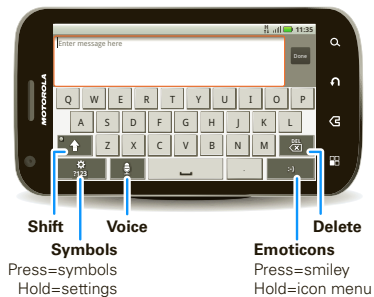 11:35
Enter message here
Done
MOTOROLA
Q W E R T Y U I O P
A S D F G H J K L
Z X C V B N M DEL
?123 . :-)
Shift Voice Delete
Symbols Emoticons
Press=symbols Press=smiley
Hold=settings Hold=icon menu